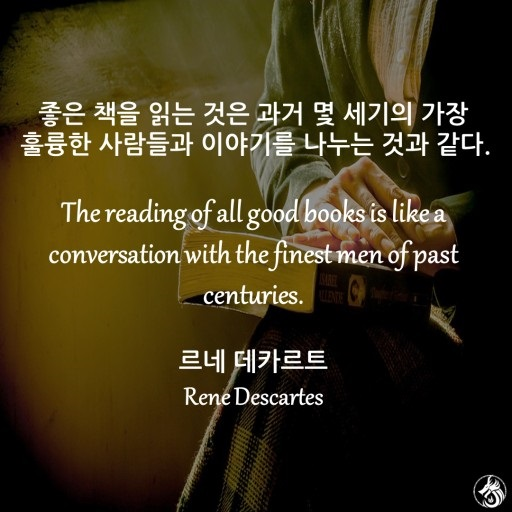 좋은 책을 읽는 것은 과거 몇 세기의 가장
훌륭한 사람들과 이야기를 나누는 것과 같다.
The reading of all good books is like a
conversation with the finest men of past
centuries.
르네 데카르트
Rene Descartes
ISABEL
ALLENDE